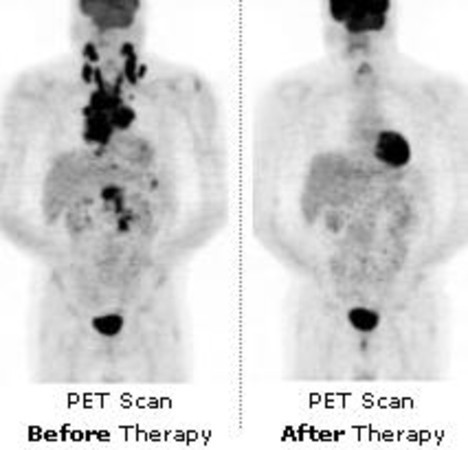 PET Scan
Before Therapy
PET Scan
After Therapy